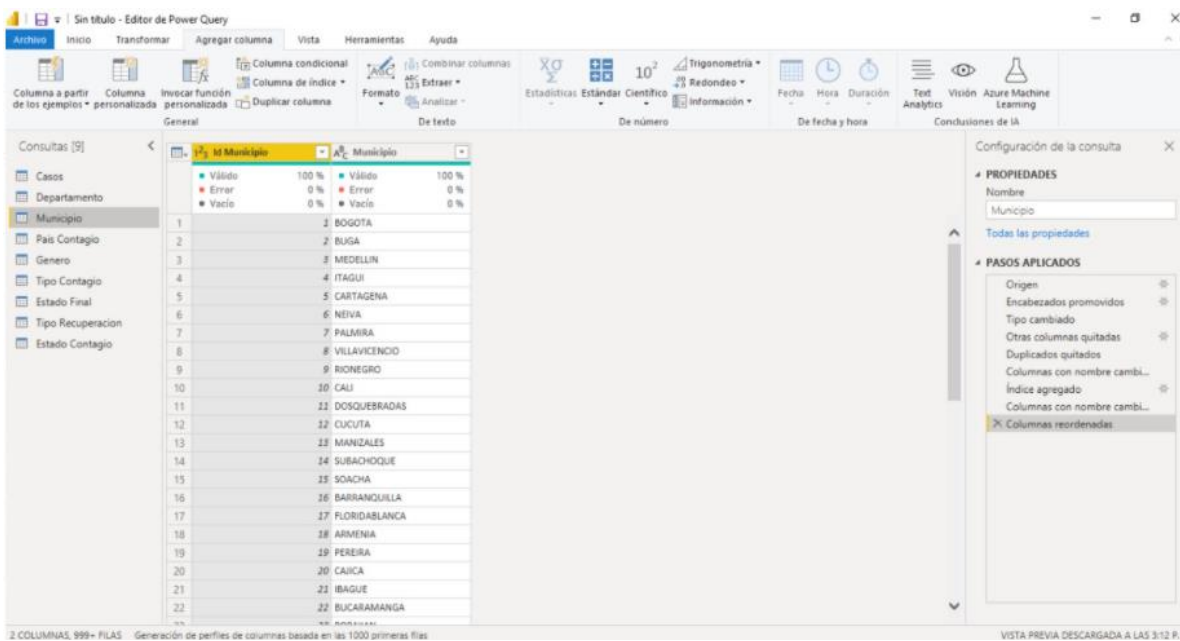 Sin título - Editor de Power Query
Archivo Inicio Transformar Agregar columna Vista Herramientas Ayuda
Columna a partir de los ejemplos
Columna personalizada
Invocar función personalizada
Columna condicional
Columna de índice
Duplicar columna
General
Formato
Combinar columnas
Extraer
Analizar
De texto
Estadísticas
Estándar
Científico
Trigonometría
Redondeo
Información
De número
Fecha
Hora
Duración
De fecha y hora
Text Analytics
Visión
Azure Machine Learning
Conclusiones de IA
Consultas [9]
Casos
Departamento
Municipio
Pais Contagio
Genero
Tipo Contagio
Estado Final
Tipo Recuperacion
Estado Contagio
Id Municipio Municipio
Válido 100 % Válido 100 %
Error 0 % Error 0 %
Vacío 0 % Vacío 0 %
1 1 BOGOTA
2 2 BUGA
3 3 MEDELLIN
4 4 ITAGUI
5 5 CARTAGENA
6 6 NEIVA
7 7 PALMIRA
8 8 VILLAVICENCIO
9 9 RIONEGRO
10 10 CALI
11 11 DOSQUEBRADAS
12 12 CUCUTA
13 13 MANIZALES
14 14 SUBACHOQUE
15 15 SOACHA
16 16 BARRANQUILLA
17 17 FLORIDABLANCA
18 18 ARMENIA
19 19 PEREIRA
20 20 CAJICA
21 21 IBAGUE
22 22 BUCARAMANGA
Configuración de la consulta
PROPIEDADES
Nombre
Municipio
Todas las propiedades
PASOS APLICADOS
Origen
Encabezados promovidos
Tipo cambiado
Otras columnas quitadas
Duplicados quitados
Columnas con nombre cambi...
Índice agregado
Columnas con nombre cambi...
Columnas reordenadas
2 COLUMNAS, 999+ FILAS Generación de perfiles de columnas basada en las 1000 primeras filas
VISTA PREVIA DESCARGADA A LAS 3:12 P.